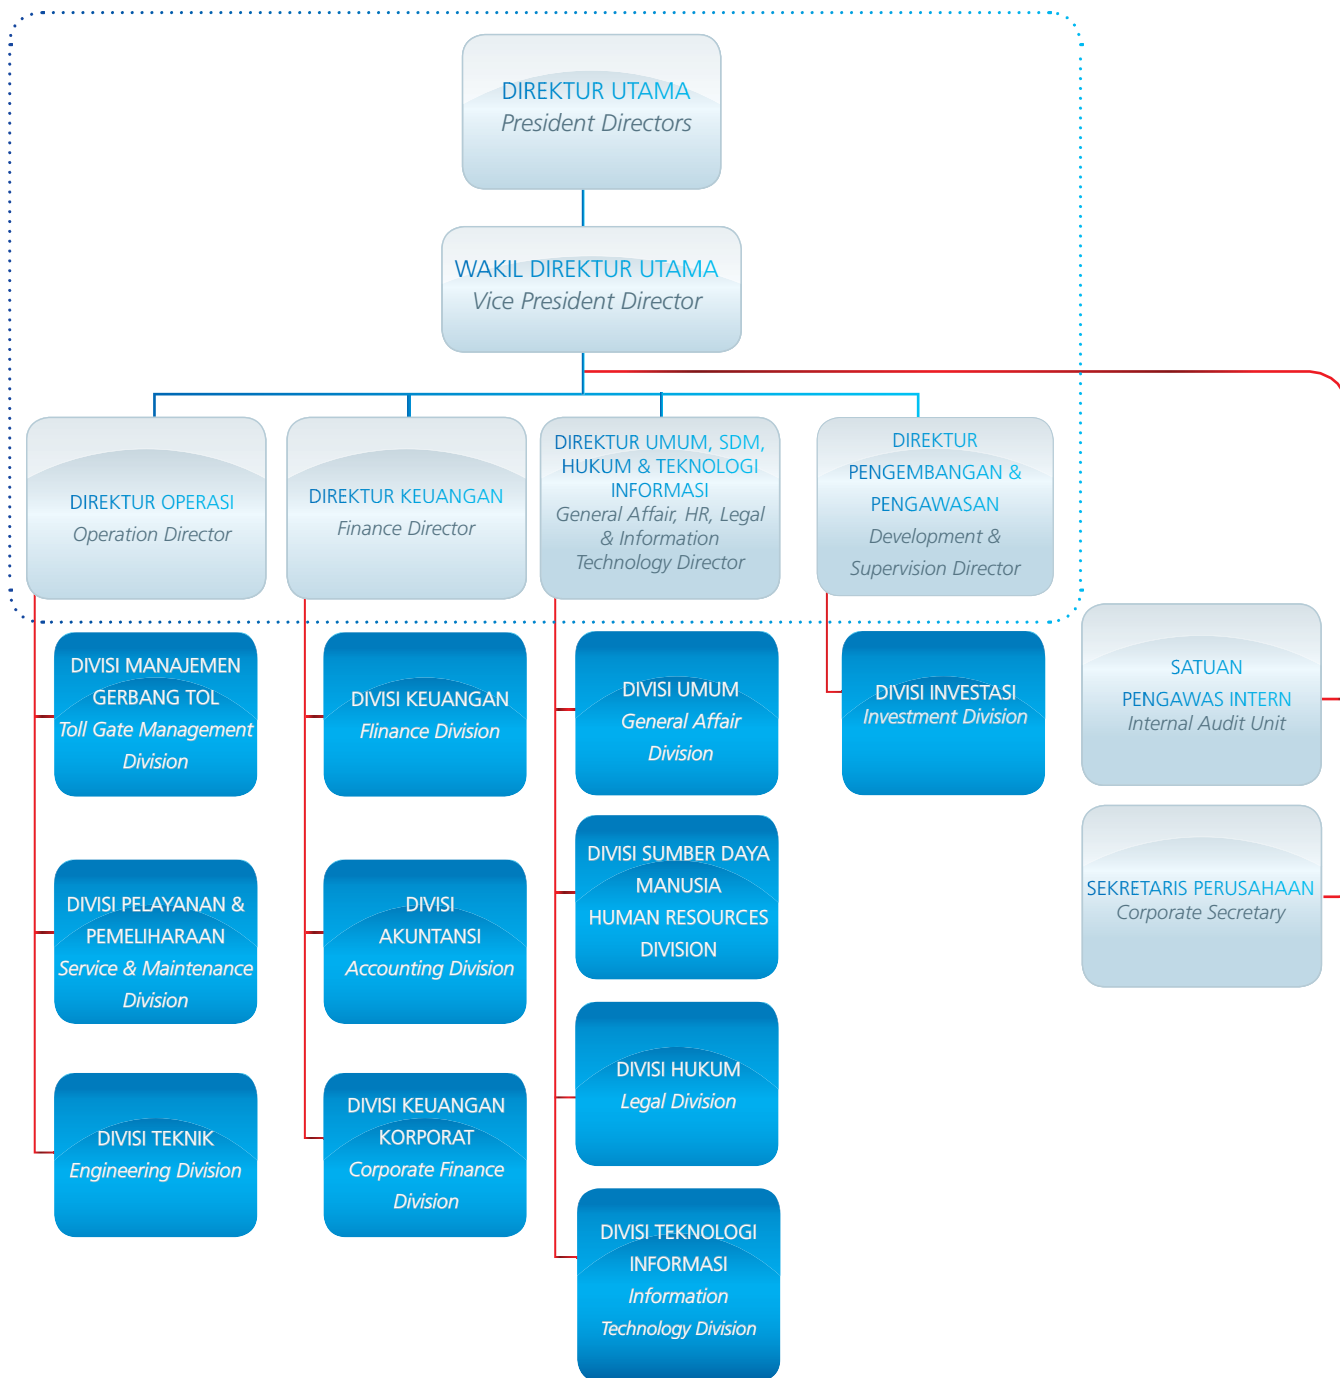 DIREKTUR UTAMA
President Directors
WAKIL DIREKTUR UTAMA
Vice President Director
DIREKTUR OPERASI
Operation Director
DIREKTUR KEUANGAN
Finance Director
DIREKTUR UMUM, SDM,
HUKUM & TEKNOLOGI
INFORMASI
General Affair, HR, Legal
& Information
Technology Director
DIREKTUR
PENGEMBANGAN &
PENGAWASAN
Development &
Supervision Director
DIVISI MANAJEMEN
GERBANG TOL
Toll Gate Management
Division
DIVISI PELAYANAN &
PEMELIHARAAN
Service & Maintenance
Division
DIVISI TEKNIK
Engineering Division
DIVISI KEUANGAN
Flinance Division
DIVISI
AKUNTANSI
Accounting Division
DIVISI KEUANGAN
KORPORAT
Corporate Finance
Division
DIVISI UMUM
General Affair
Division
DIVISI SUMBER DAYA
MANUSIA
HUMAN RESOURCES
DIVISION
DIVISI HUKUM
Legal Division
DIVISI TEKNOLOGI
INFORMASI
Information
Technology Division
DIVISI INVESTASI
Investment Division
SATUAN
PENGAWAS INTERN
Internal Audit Unit
SEKRETARIS PERUSAHAAN
Corporate Secretary